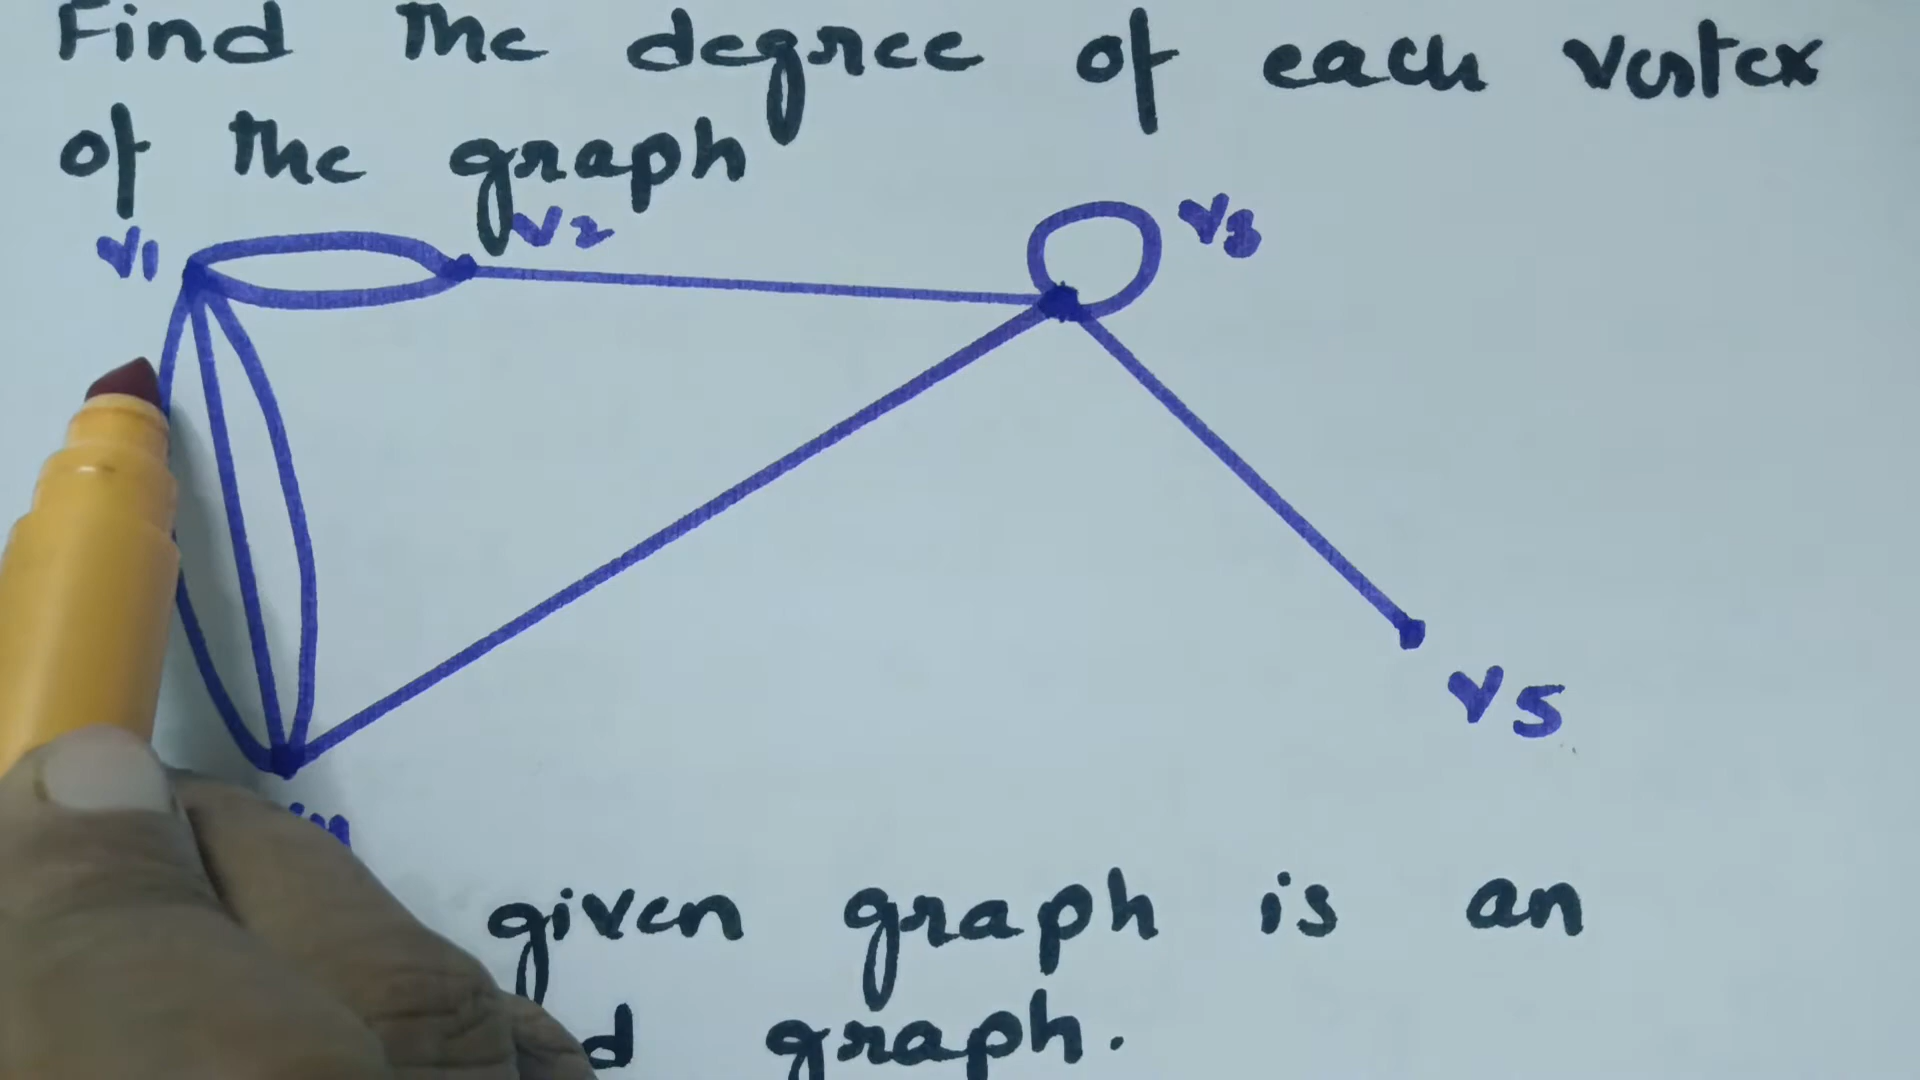 Find the degree of each vertex
of the graph
V1 V2 V3
V5
given graph is an
graph.